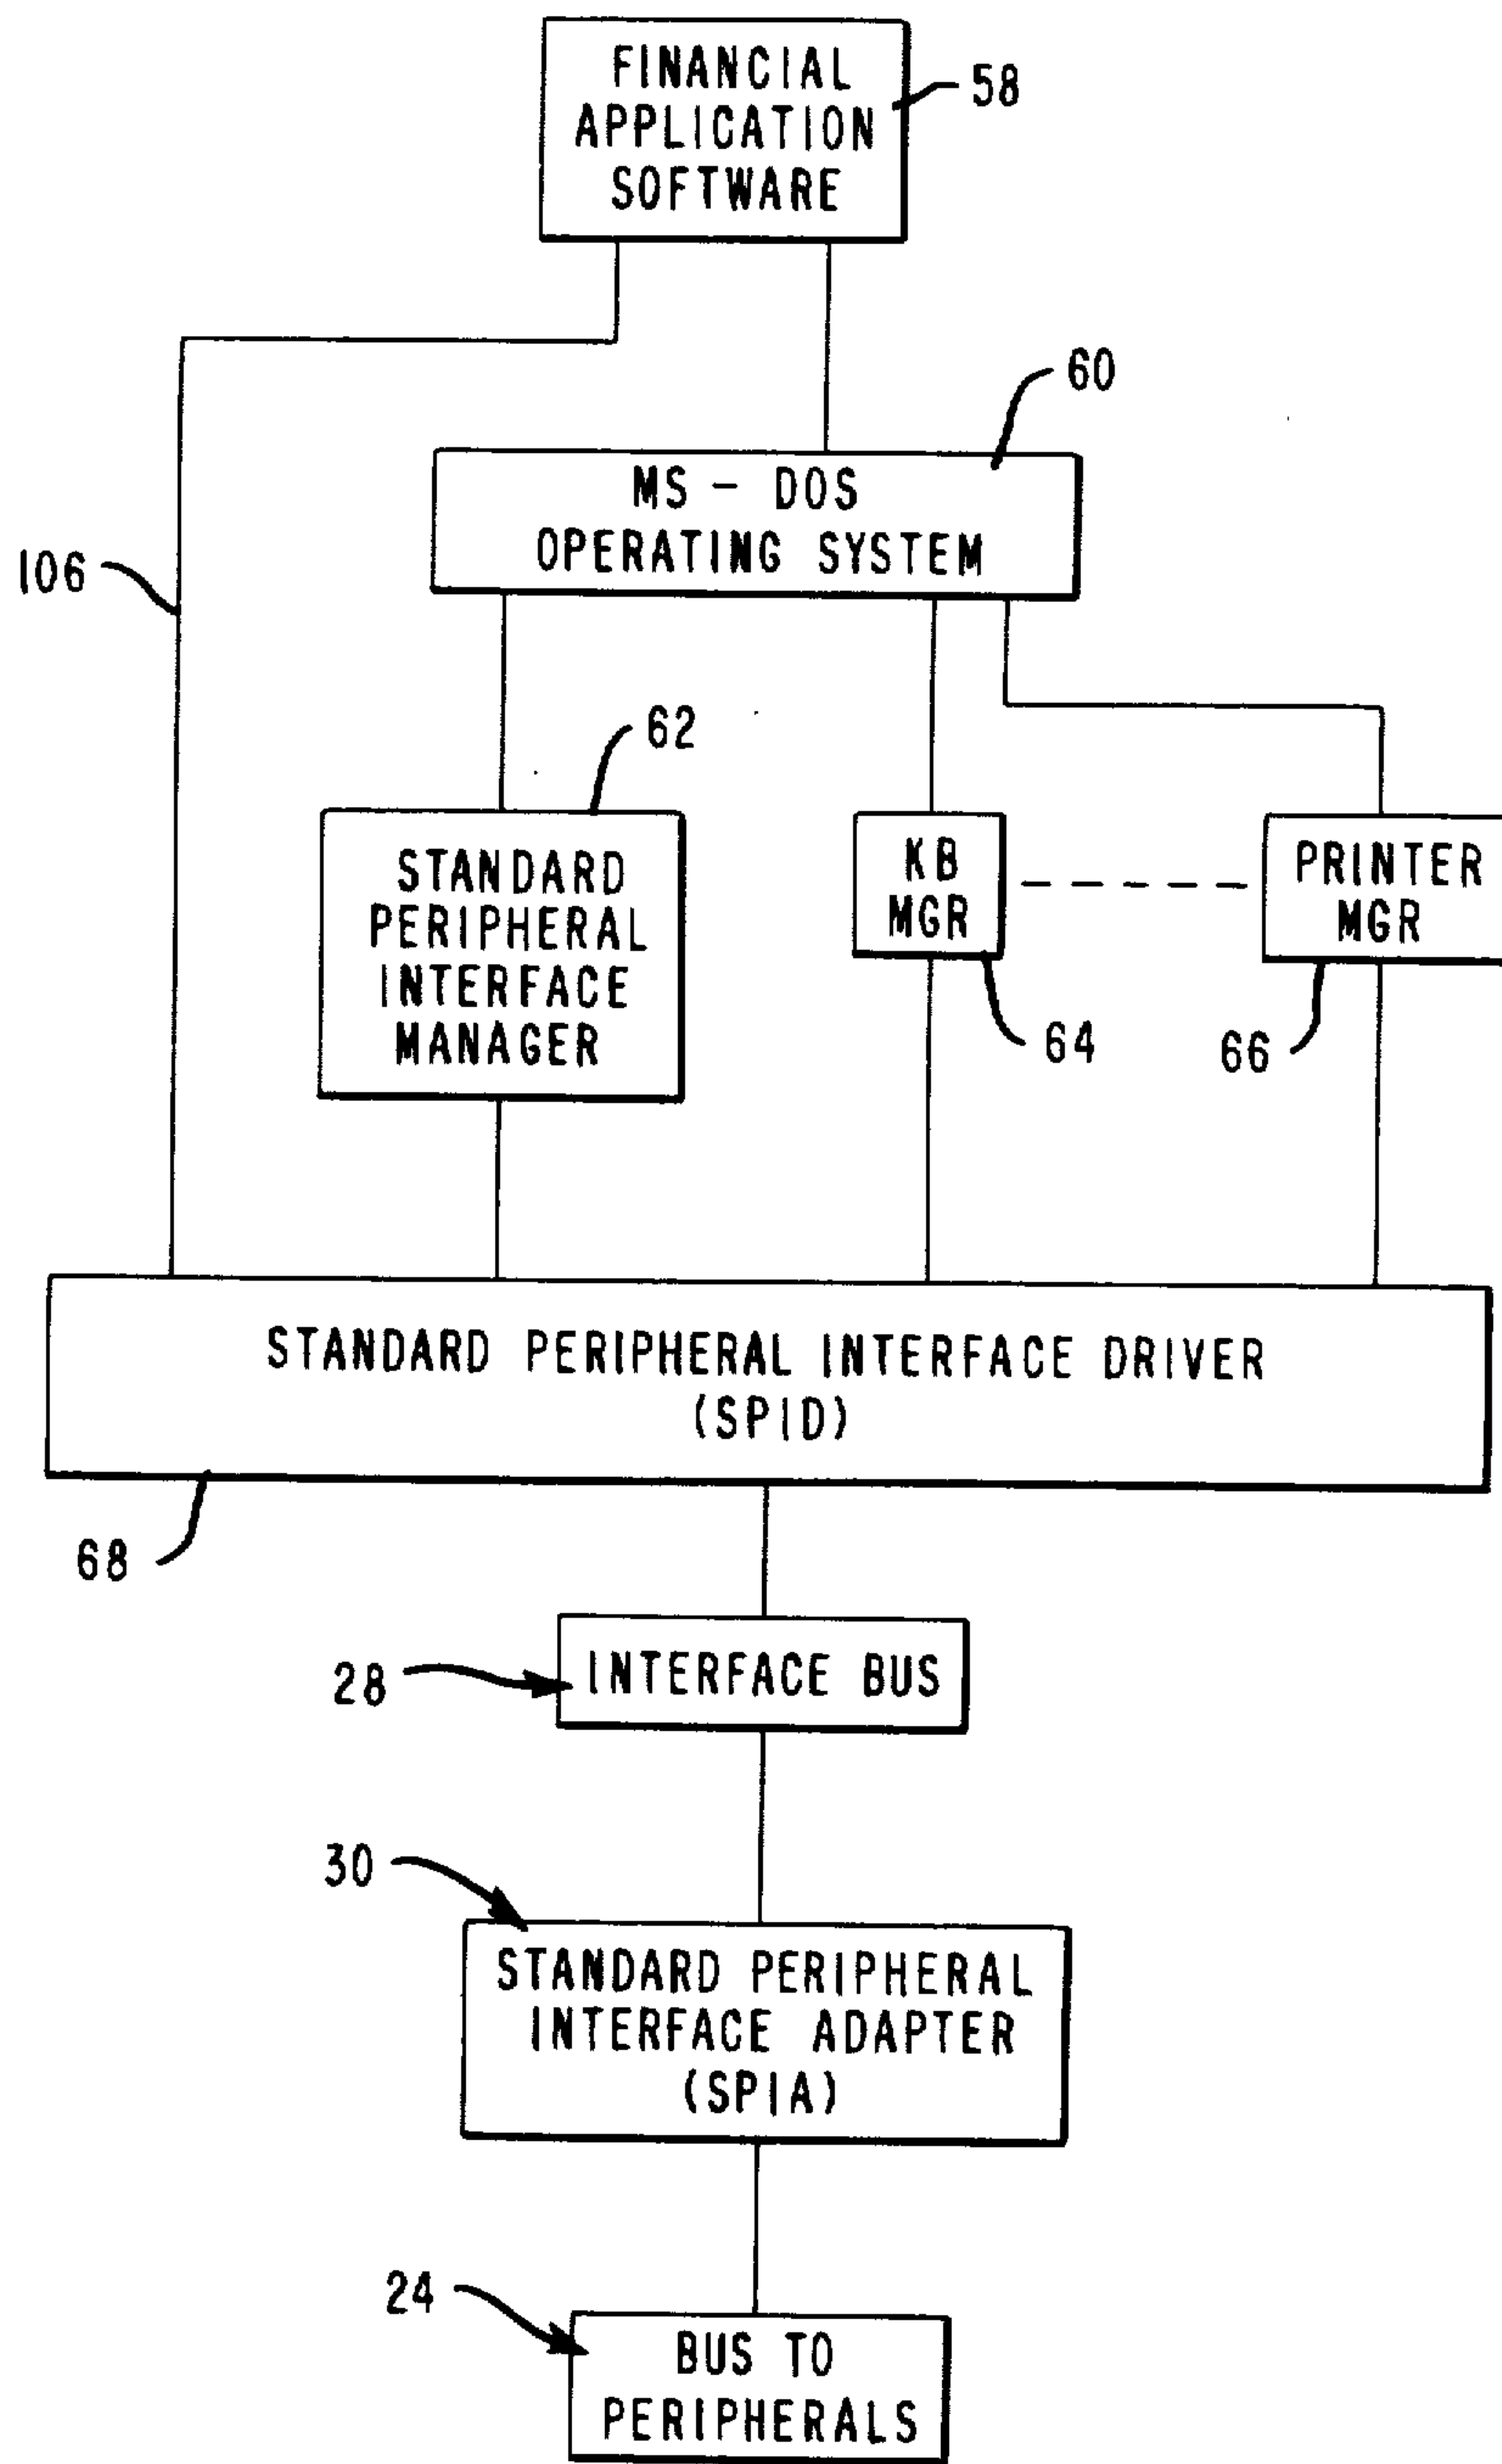 FINANCIAL
APPLICATION
SOFTWARE
58
60
MS - DOS
OPERATING SYSTEM
106
62
STANDARD
PERIPHERAL
INTERFACE
MANAGER
KB
MGR
PRINTER
MGR
64
66
STANDARD PERIPHERAL INTERFACE DRIVER
(SPID)
68
28
INTERFACE BUS
30
STANDARD PERIPHERAL
INTERFACE ADAPTER
(SPIA)
24
BUS TO
PERIPHERALS